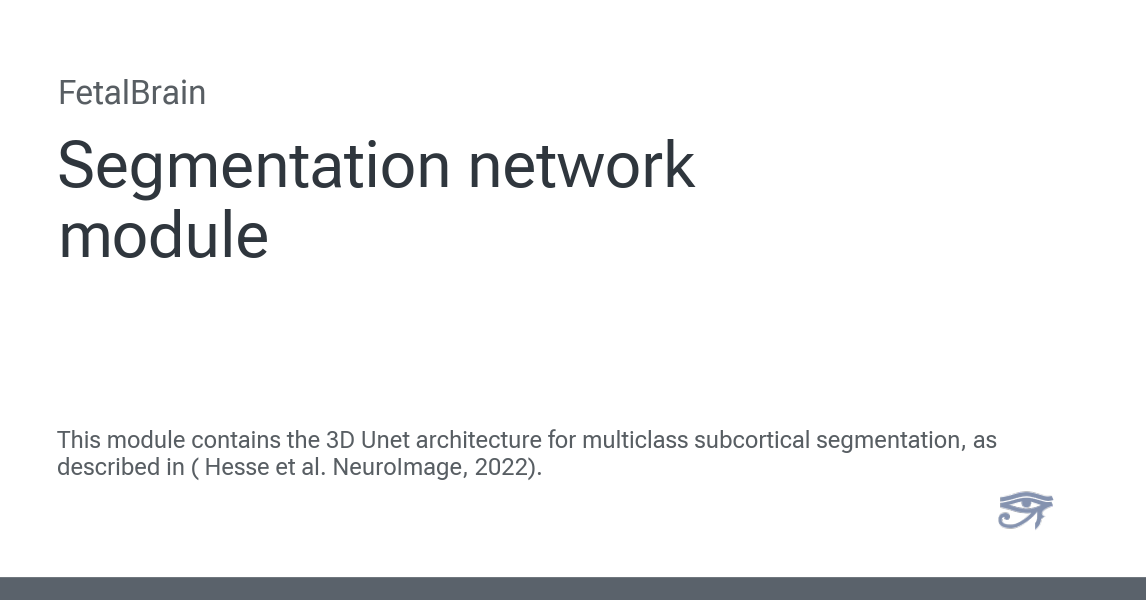 FetalBrain
Segmentation network
module
This module contains the 3D Unet architecture for multiclass subcortical segmentation, as
described in ( Hesse et al. NeuroImage, 2022).